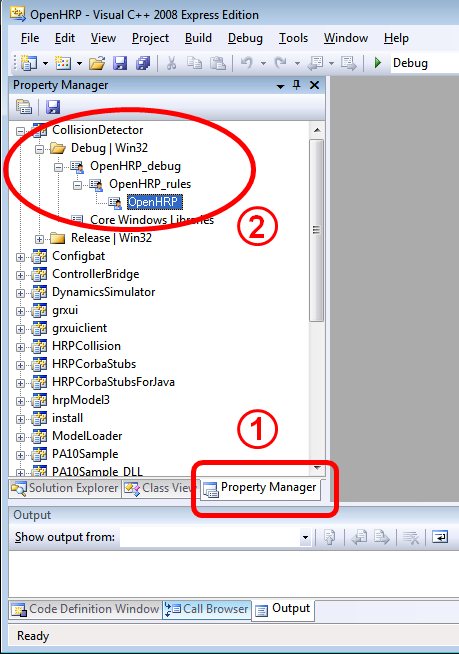 OpenHRP - Visual C++ 2008 Express Edition
File Edit View Project Build Debug Tools Window Help
Debug
Property Manager
CollisionDetector
Debug | Win32
OpenHRP_debug
OpenHRP_rules
OpenHRP
Core Windows Libraries
2
Release | Win32
Configbat
ControllerBridge
DynamicsSimulator
grxui
grxuiclient
HRPCollision
HRPCorbaStubs
HRPCorbaStubsForJava
hrpModel3
install
1
ModelLoader
PA10Sample
PA10Sample_DLL
Solution Explorer Class View Property Manager
Output
Show output from:
Code Definition Window Call Browser Output
Ready